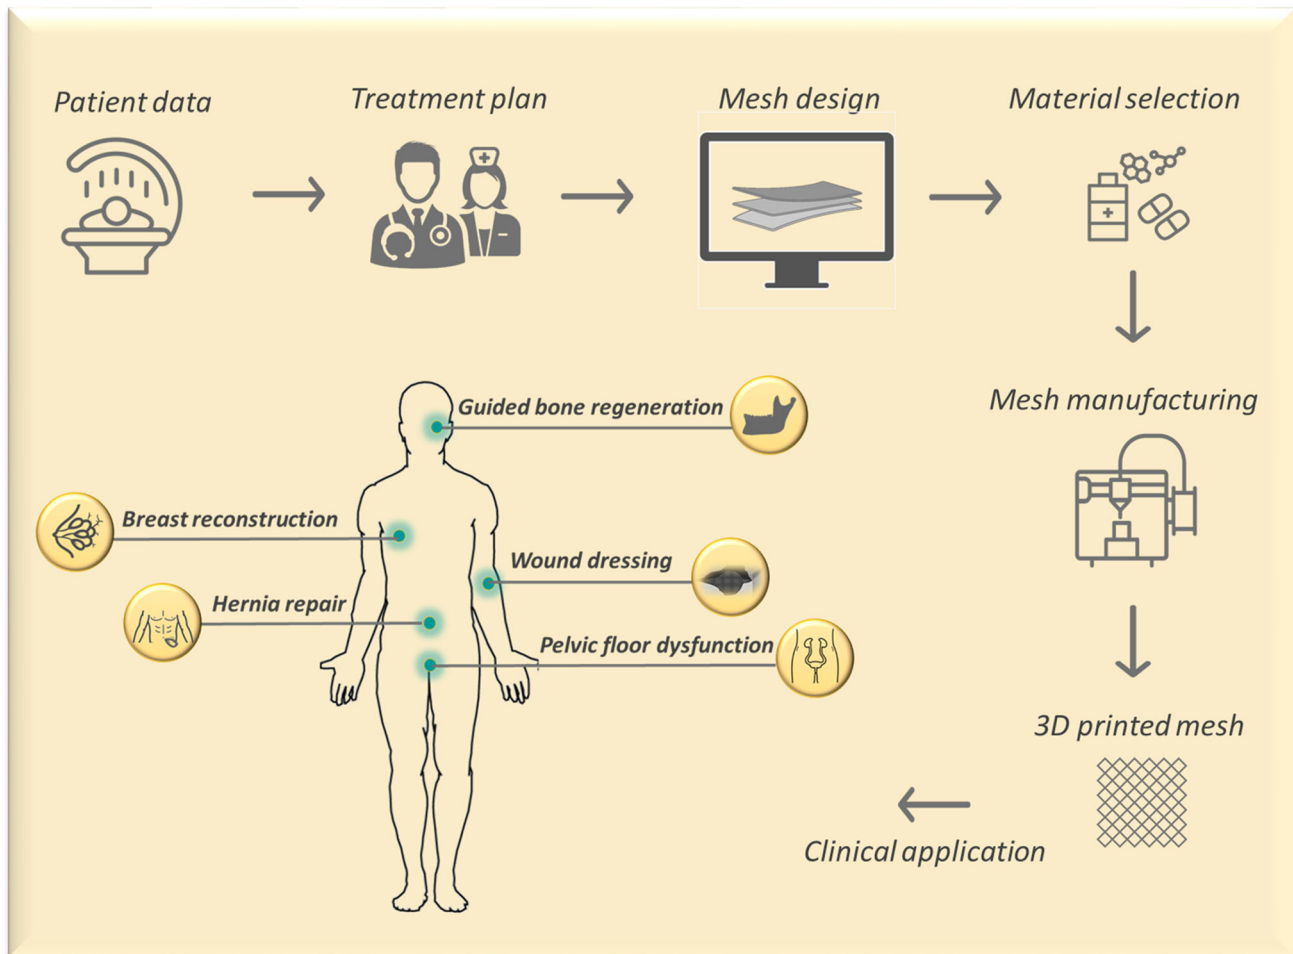 Patient data
Treatment plan
Mesh design
Material selection
Mesh manufacturing
Guided bone regeneration
Breast reconstruction
Wound dressing
Hernia repair
Pelvic floor dysfunction
3D printed mesh
Clinical application